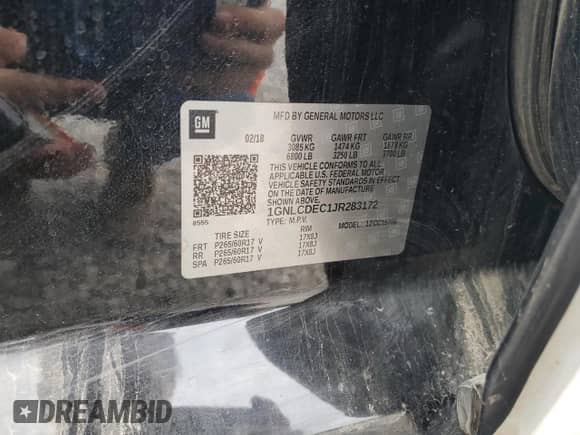 GM
MFD BY GENERAL MOTORS LLC
02/18 GVWR GAWR FRT GAWR RR
3085 KG 1474 KG 1678 KG
6800 LB 3250 LB 3700 LB
THIS VEHICLE CONFORMS TO ALL
APPLICABLE U.S. FEDERAL MOTOR
VEHICLE SAFETY STANDARDS IN EFFECT
ON THE DATE OF MANUFACTURE
1GNLCDEC1JR283172
TYPE: M.P.V. MODEL:
8555
TIRE SIZE RIM
FRT P265/60R17 V 17X8J
RR P265/60R17 V 17X8J
SPA P265/60R17 V 17X8J
DREAMBID